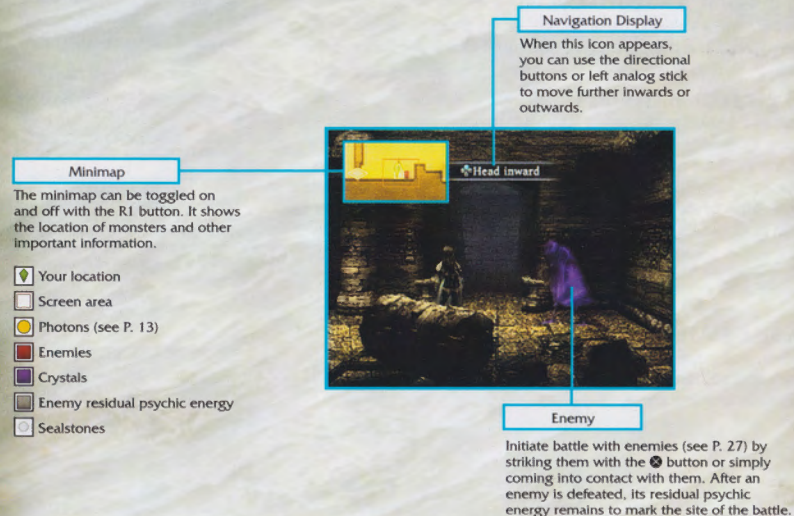 Navigation Display
When this icon appears,
you can use the directional
buttons or left analog stick
to move further inwards or
outwards.
Minimap
The minimap can be toggled on
and off with the R1 button. It shows
the location of monsters and other
important information.
Your location
Screen area
Photons (see P. 13)
Enemies
Crystals
Enemy residual psychic energy
Sealstones
Head inward
Enemy
Initiate battle with enemies (see P. 27) by
striking them with the ⊗ button or simply
coming into contact with them. After an
enemy is defeated, its residual psychic
energy remains to mark the site of the battle.